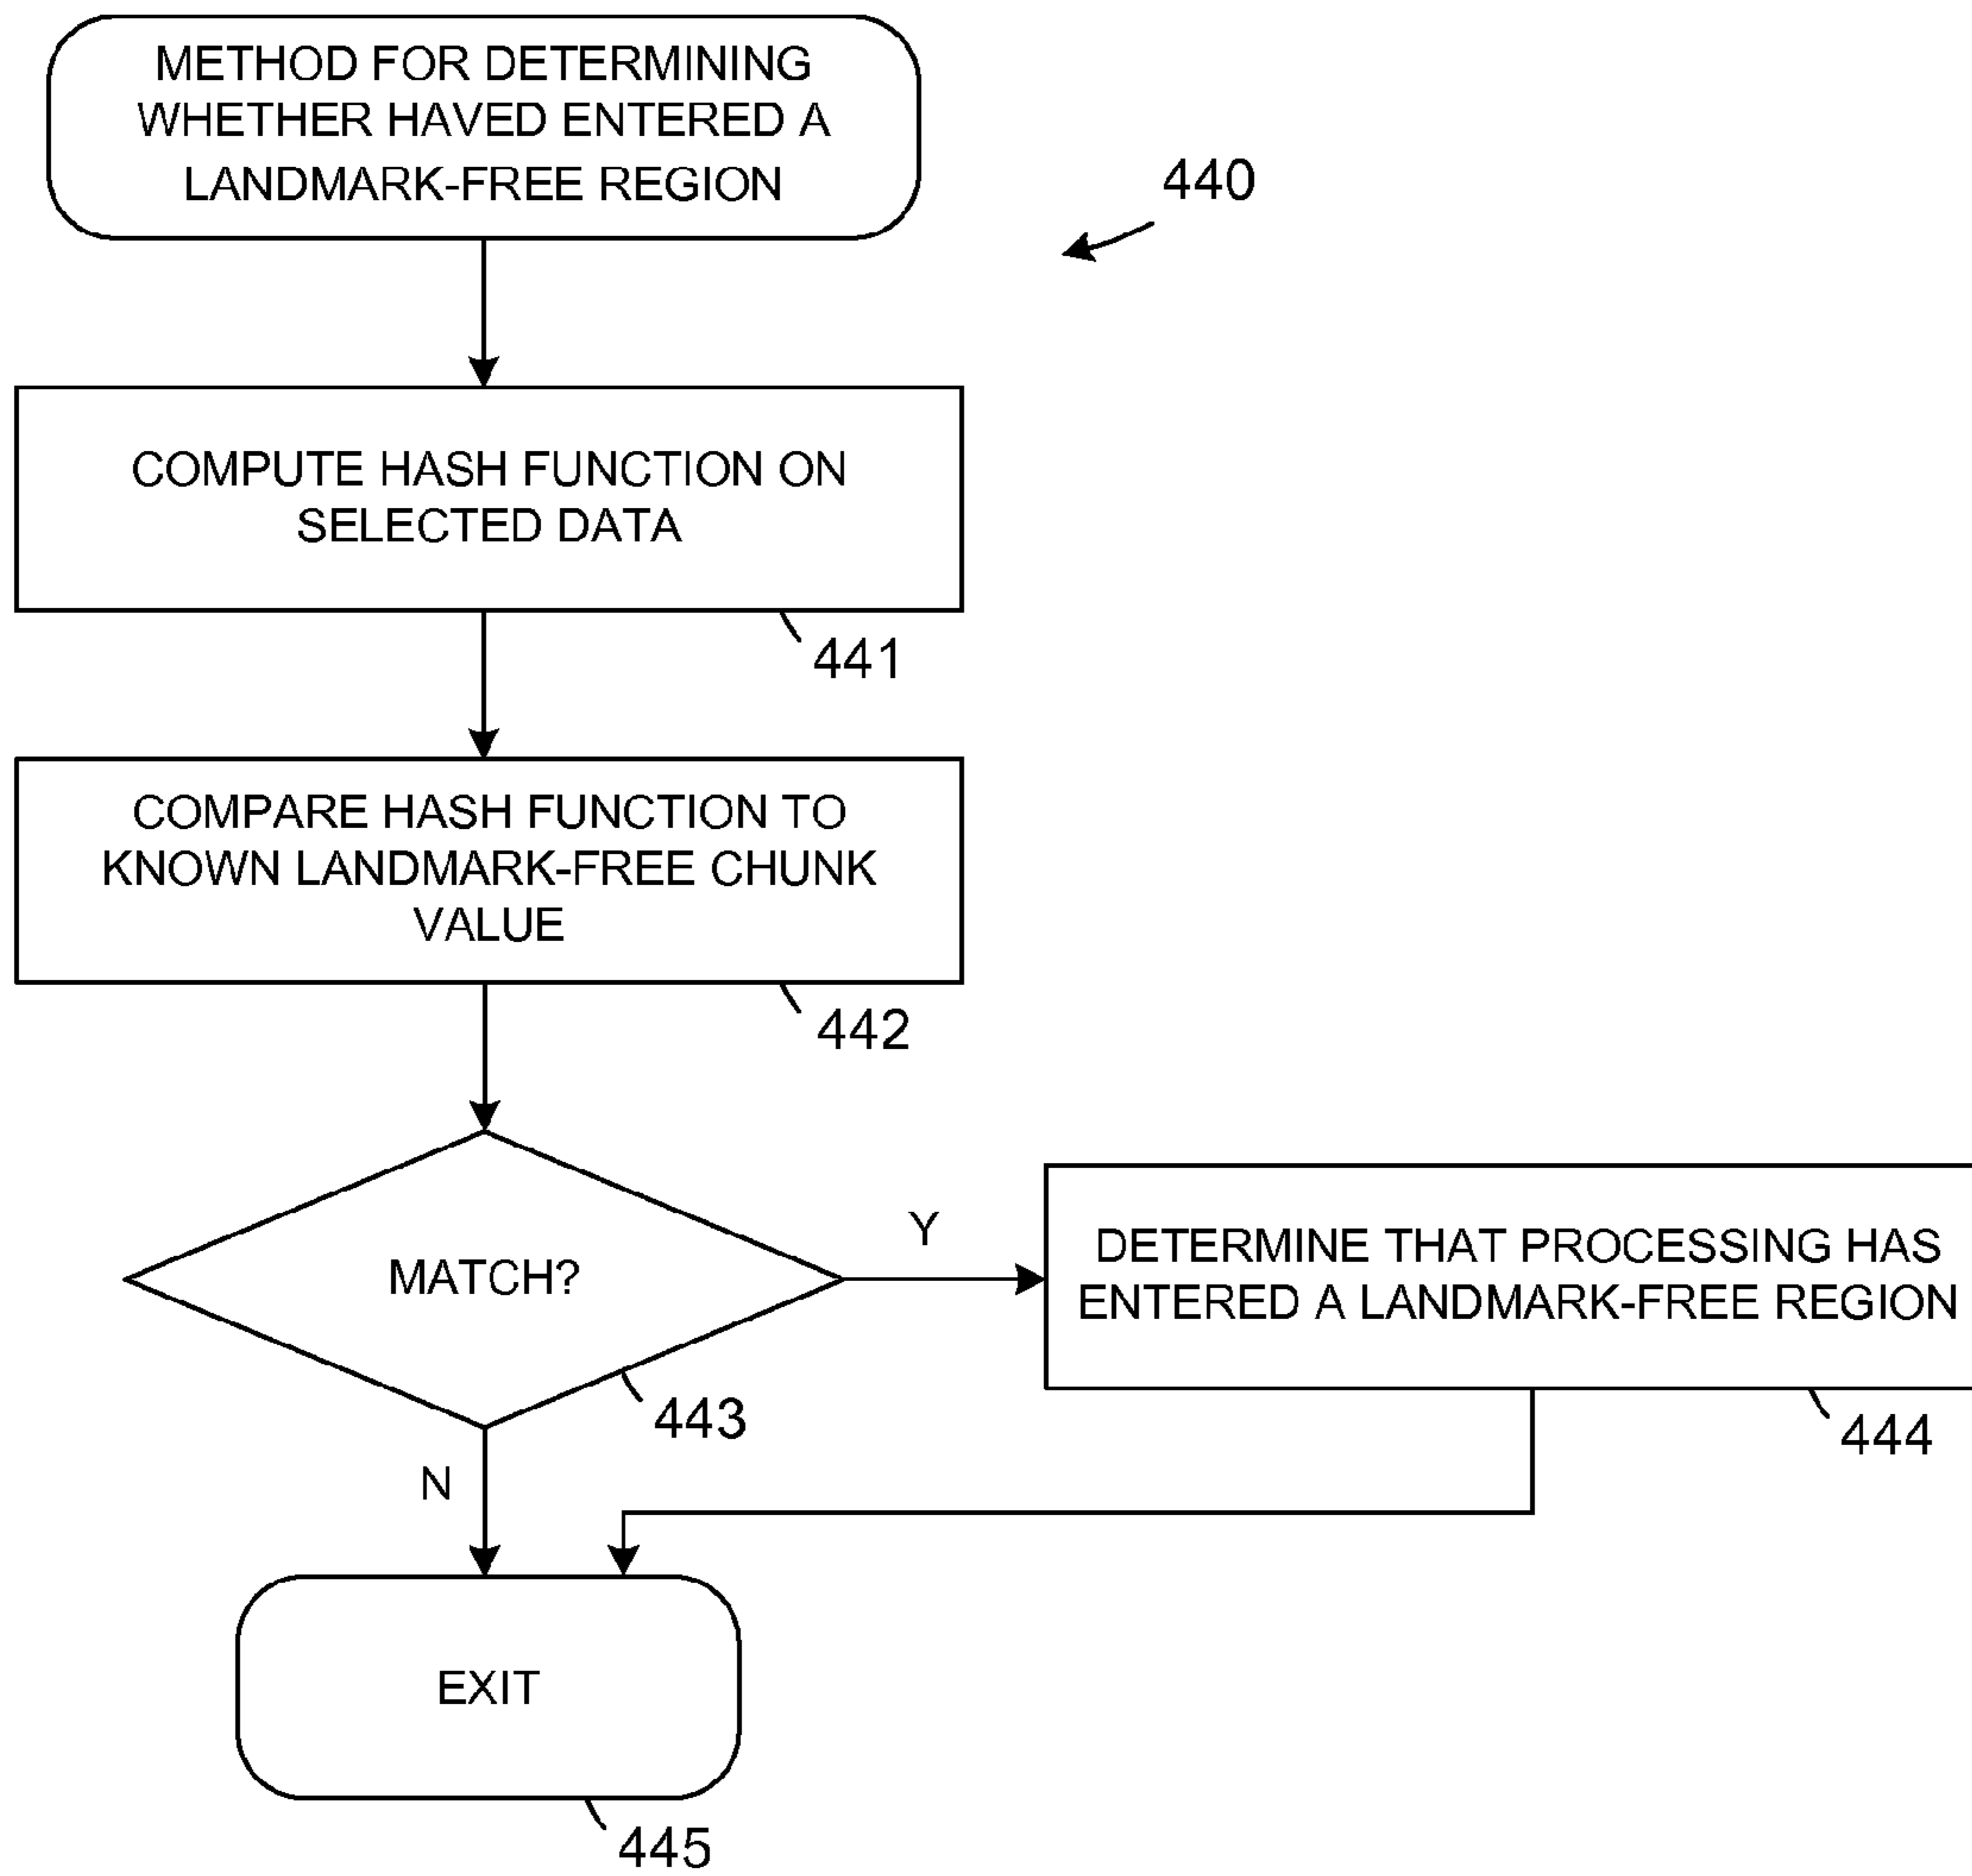 METHOD FOR DETERMINING
WHETHER HAVED ENTERED A
LANDMARK-FREE REGION
440
COMPUTE HASH FUNCTION ON
SELECTED DATA
441
COMPARE HASH FUNCTION TO
KNOWN LANDMARK-FREE CHUNK
VALUE
442
MATCH?
Y
443
N
DETERMINE THAT PROCESSING HAS
ENTERED A LANDMARK-FREE REGION
444
EXIT
445